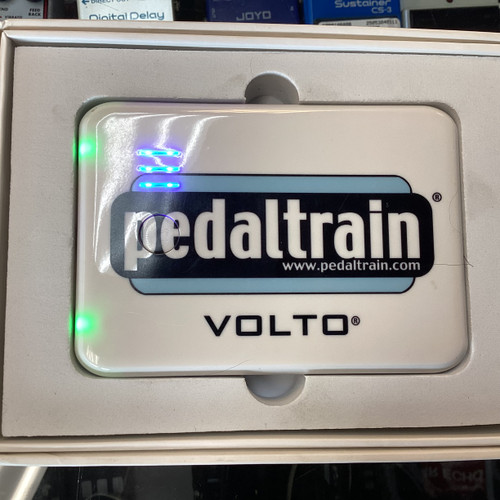 Digital Delay
JOYO
Sustainer
CS-3
pedaltrain®
www.pedaltrain.com
VOLTO®